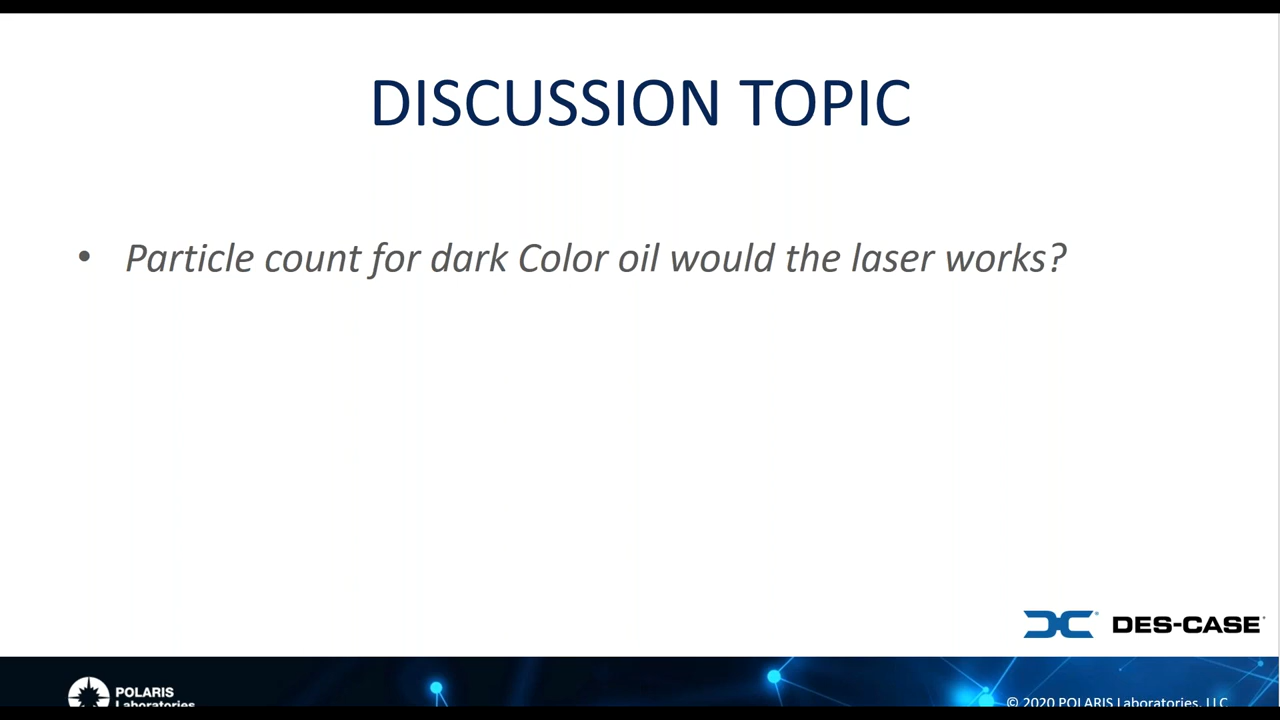 DISCUSSION TOPIC
• Particle count for dark Color oil would the laser works?
DES-CASE
POLARIS
Laboratories
© 2020 POLARIS Laboratories, LLC